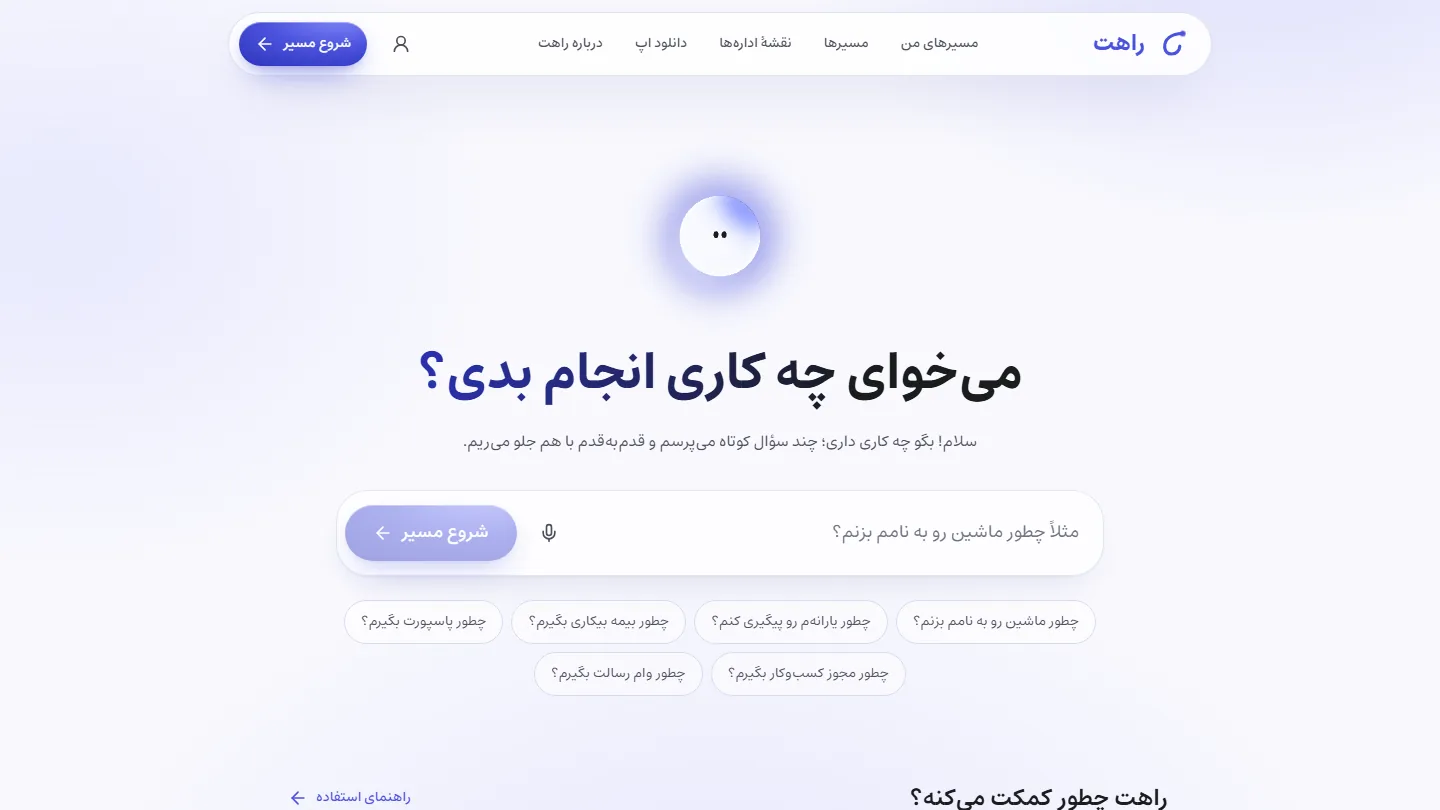 راهت
مسیرهای من
مسیرها
نقشهٔ اداره‌ها
دانلود اپ
درباره راهت
شروع مسیر
می‌خوای چه کاری انجام بدی؟
سلام! بگو چه کاری داری؛ چند سؤال کوتاه می‌پرسم و قدم‌به‌قدم با هم جلو می‌ریم.
مثلاً چطور ماشین رو به نامم بزنم؟
شروع مسیر
چطور ماشین رو به نامم بزنم؟
چطور یارانه‌م رو پیگیری کنم؟
چطور بیمه بیکاری بگیرم؟
چطور پاسپورت بگیرم؟
چطور مجوز کسب‌وکار بگیرم؟
چطور وام رسالت بگیرم؟
راهت چطور کمکت می‌کنه؟
راهنمای استفاده